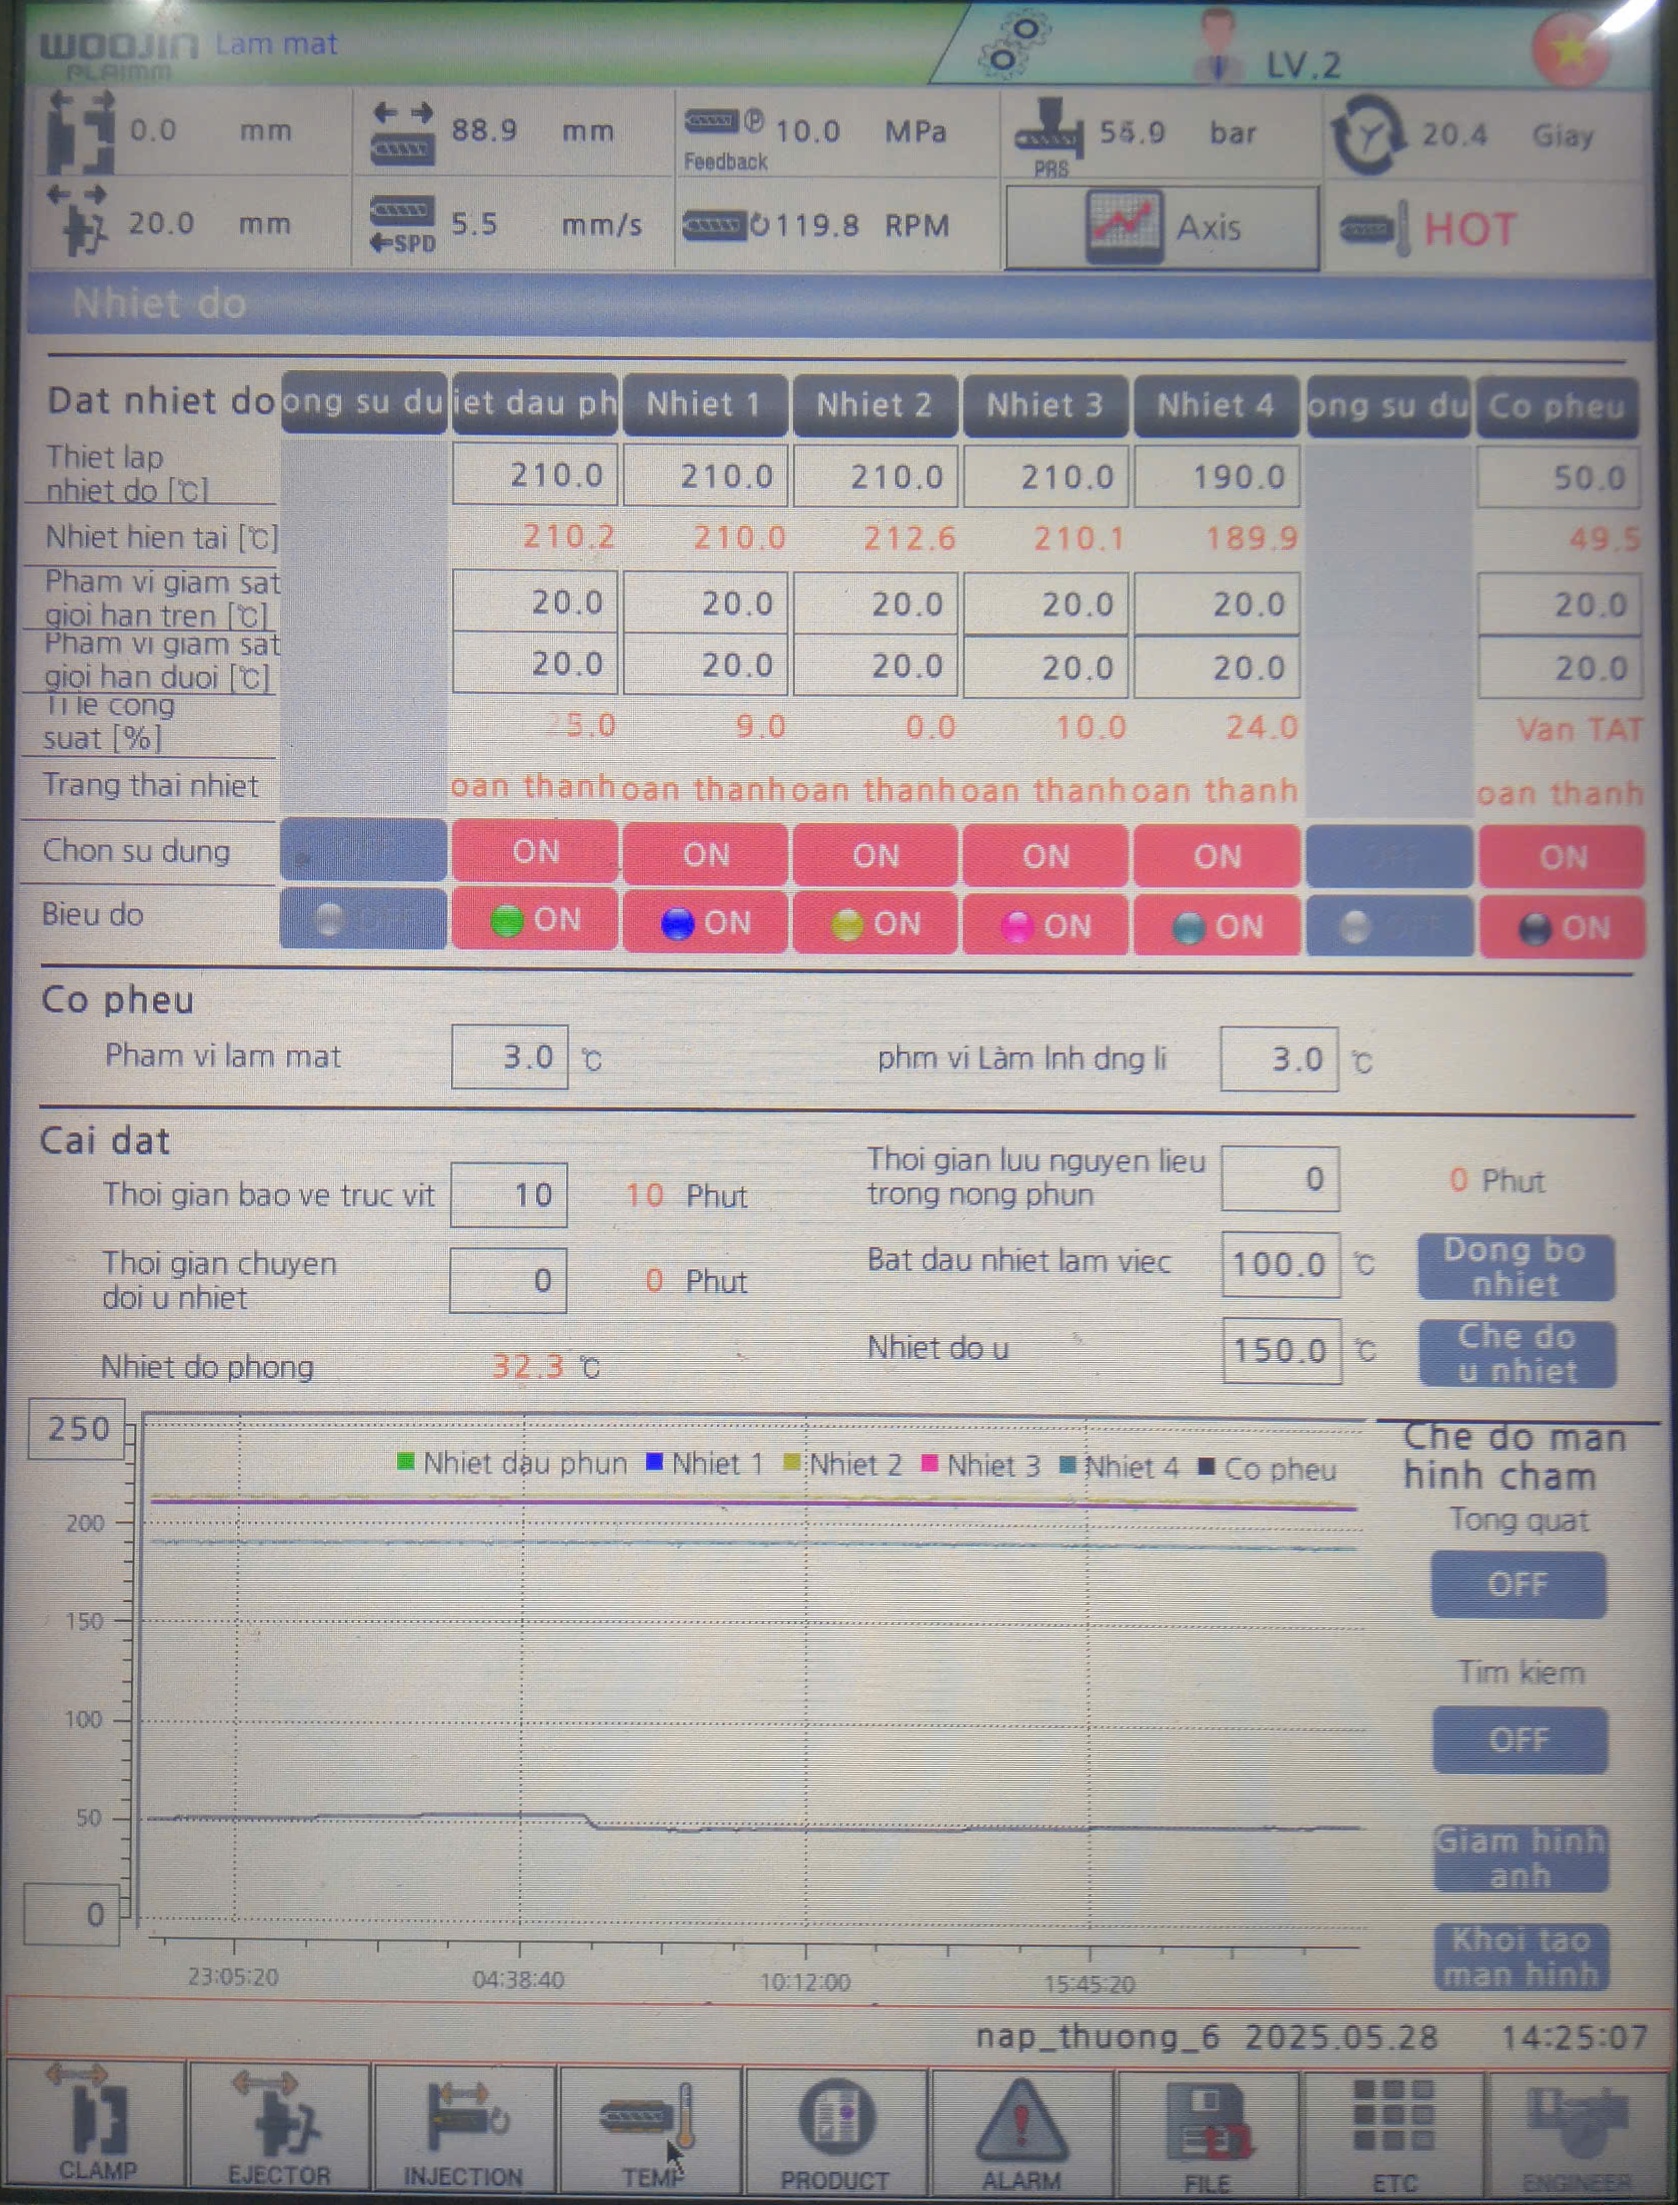 WOOJIN PLAIMM Lam mat LV.2
0.0 mm 88.9 mm Feedback 10.0 MPa PRS bar 20.4 Giay
20.0 mm SPD 5.5 mm/s 119.8 RPM Axis HOT
Nhiet do
Dat nhiet do ong su du iet dau ph Nhiet 1 Nhiet 2 Nhiet 3 Nhiet 4 ong su du Co pheu
Thiet lap nhiet do [℃] 210.0 210.0 210.0 210.0 190.0 50.0
Nhiet hien tai [℃] 210.2 210.0 212.6 210.1 189.9 49.5
Pham vi giam sat gioi han tren [℃] 20.0 20.0 20.0 20.0 20.0 20.0
Pham vi giam sat gioi han duoi [℃] 20.0 20.0 20.0 20.0 20.0 20.0
Ti le cong suat [%] 5.0 9.0 0.0 10.0 24.0 Van TAT
Trang thai nhiet oan thanh oan thanh oan thanh oan thanh oan thanh oan thanh
Chon su dung OFF ON ON ON ON ON OFF ON
Bieu do OFF ON ON ON ON ON OFF ON
Co pheu
Pham vi lam mat 3.0 ℃ phm vi Làm lnh dng li 3.0 ℃
Cai dat
Thoi gian bao ve truc vit 10 10 Phut
Thoi gian luu nguyen lieu trong nong phun 0 0 Phut
Thoi gian chuyen doi u nhiet 0 0 Phut
Bat dau nhiet lam viec 100.0 ℃ Dong bo nhiet
Nhiet do phong 32.3 ℃
Nhiet do u 150.0 ℃ Che do u nhiet
250
Nhiet dau phun Nhiet 1 Nhiet 2 Nhiet 3 Nhiet 4 Co pheu
200
150
100
50
0
23:05:20 04:38:40 10:12:00 15:45:20
Che do man hinh cham
Tong quat
OFF
Tim kiem
OFF
Giam hinh anh
Khoi tao man hinh
nap_thuong_6 2025.05.28 14:25:07
CLAMP EJECTOR INJECTION TEMP PRODUCT ALARM FILE ETC ENGINEER